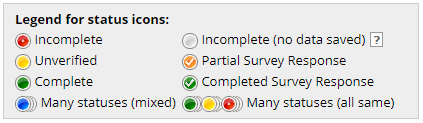 Legend for status icons:
Incomplete Incomplete (no data saved) ?
Unverified Partial Survey Response
Complete Completed Survey Response
Many statuses (mixed) Many statuses (all same)